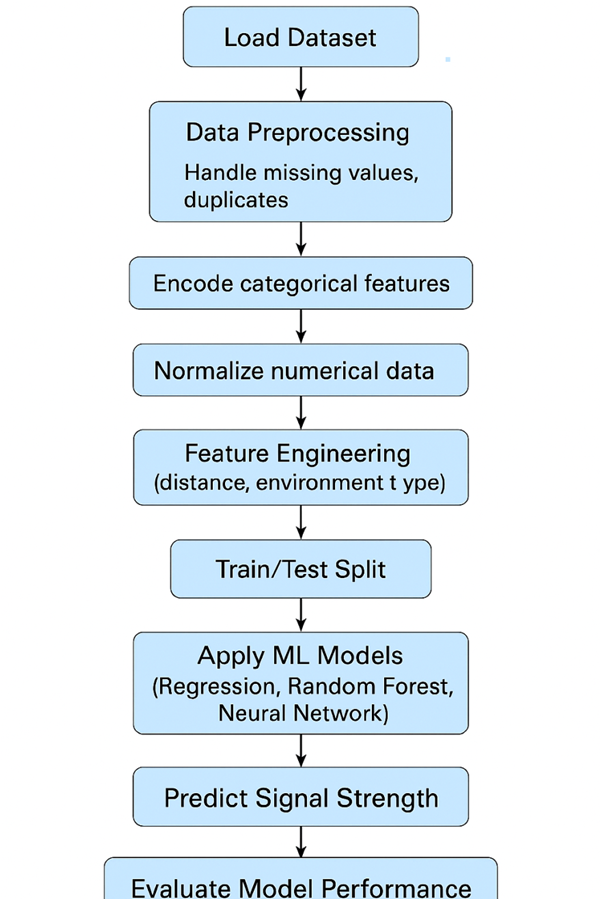 Load Dataset
Data Preprocessing
Handle missing values,
duplicates
Encode categorical features
Normalize numerical data
Feature Engineering
(distance, environment t ype)
Train/Test Split
Apply ML Models
(Regression, Random Forest,
Neural Network)
Predict Signal Strength
Evaluate Model Performance